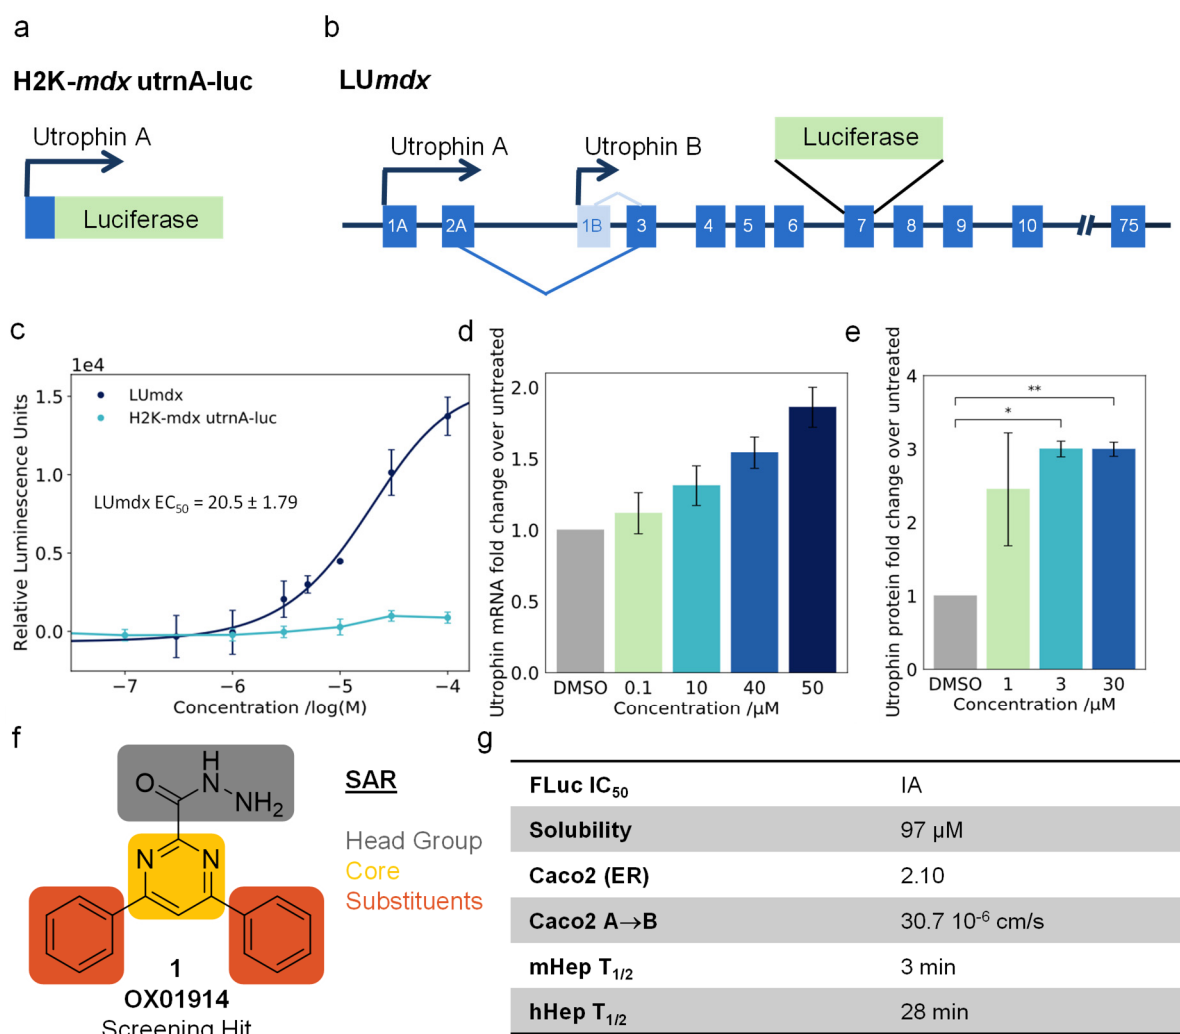 a
H2K-mdx utrnA-luc
Utrophin A
Luciferase
b
LUmdx
Utrophin A
Utrophin B
Luciferase
1A 2A 1B 3 4 5 6 7 8 9 10 75
c
1e4
Relative Luminescence Units
1.5
1.0
0.5
0.0
LUmdx
H2K-mdx utrnA-luc
LUmdx EC50 = 20.5 ± 1.79
−7 −6 −5 −4
Concentration /log(M)
d
Utrophin mRNA fold change over untreated
2.0
1.5
1.0
0.5
0.0
DMSO 0.1 10 40 50
Concentration /μM
e
Utrophin protein fold change over untreated
4
3
2
1
0
**
*
DMSO 1 3 30
Concentration /μM
f
H
O N
NH2
N N
1
OX01914
Screening Hit
SAR
Head Group
Core
Substituents
g
FLuc IC50 IA
Solubility 97 μM
Caco2 (ER) 2.10
Caco2 A→B 30.7 10-6 cm/s
mHep T1/2 3 min
hHep T1/2 28 min